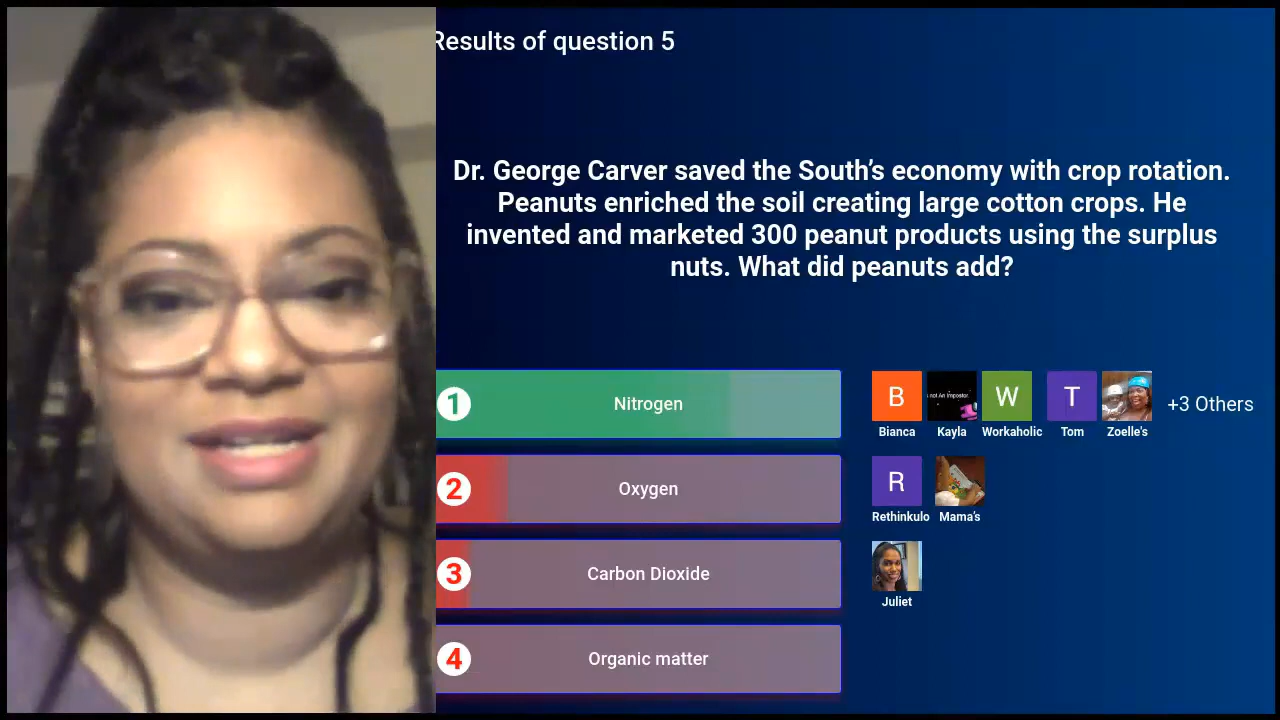 Results of question 5
Dr. George Carver saved the South's economy with crop rotation.
Peanuts enriched the soil creating large cotton crops. He
invented and marketed 300 peanut products using the surplus
nuts. What did peanuts add?
1 Nitrogen
B W T +3 Others
not An impostor.
Bianca Kayla Workaholic Tom Zoelle's
2 Oxygen
R
Rethinkulo Mama's
3 Carbon Dioxide
Juliet
4 Organic matter